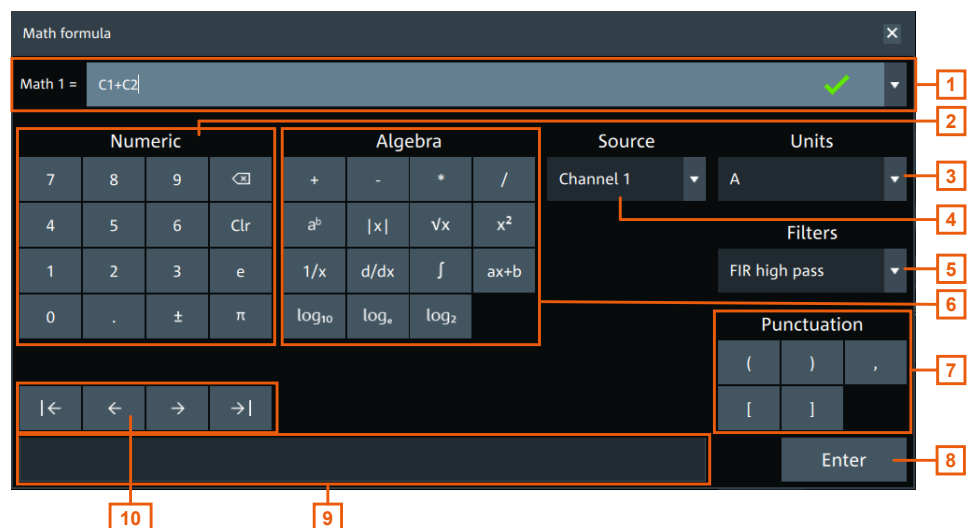 Math formula
Math 1 = C1+C2
1
2
Numeric
Algebra
Source
Units
7 8 9 ⌫
+ - * /
Channel 1
A
3
4 5 6 Clr
aᵇ |x| √x x²
4
Filters
1 2 3 e
1/x d/dx ∫ ax+b
FIR high pass
5
6
0 . ± π
log₁₀ logₑ log₂
Punctuation
( ) ,
7
|← ← → →|
[ ]
Enter
8
10
9